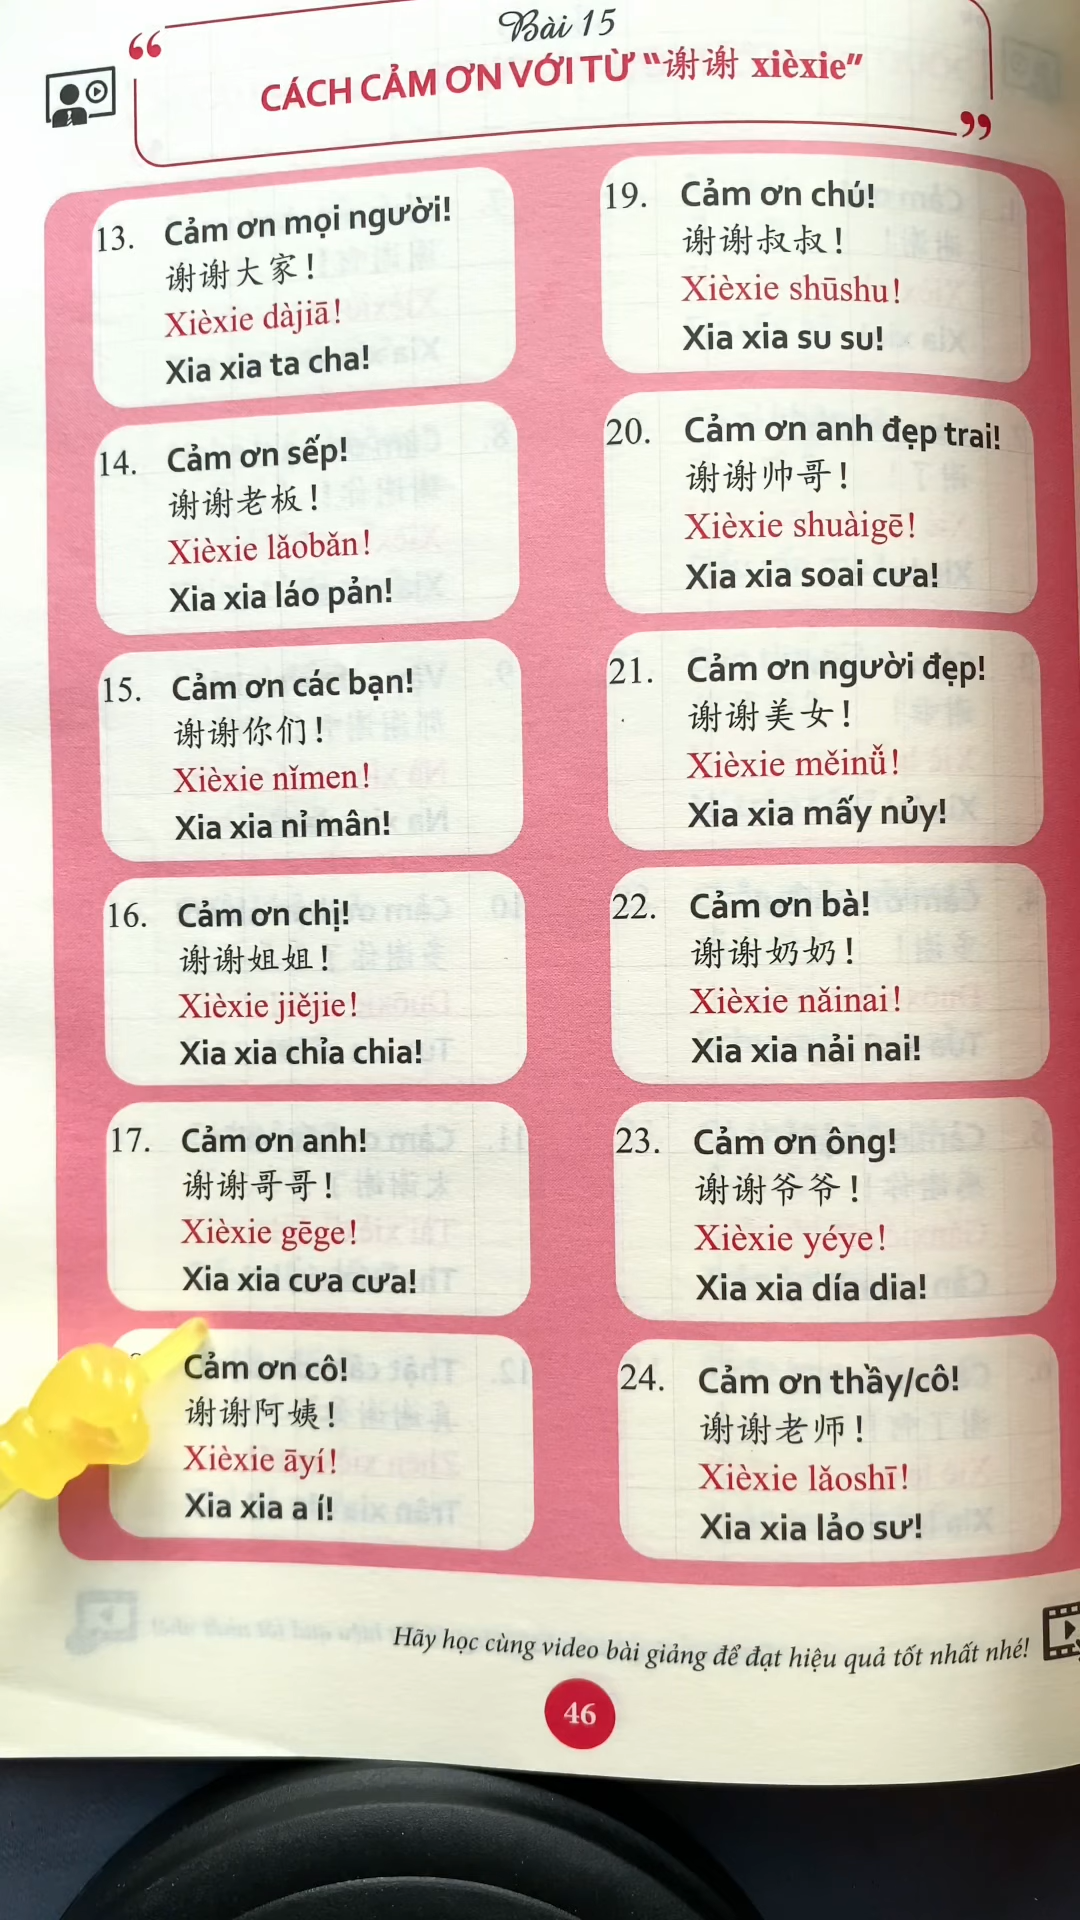 Bài 15
CÁCH CẢM ƠN VỚI TỪ "谢谢 xièxie"
13. Cảm ơn mọi người!
谢谢大家！
Xièxie dàjiā!
Xia xia ta cha!
14. Cảm ơn sếp!
谢谢老板！
Xièxie lǎobǎn!
Xia xia láo pản!
15. Cảm ơn các bạn!
谢谢你们！
Xièxie nǐmen!
Xia xia nỉ mân!
16. Cảm ơn chị!
谢谢姐姐！
Xièxie jiějie!
Xia xia chỉa chia!
17. Cảm ơn anh!
谢谢哥哥！
Xièxie gēge!
Xia xia cưa cưa!
Cảm ơn cô!
谢谢阿姨！
Xièxie āyí!
Xia xia a í!
19. Cảm ơn chú!
谢谢叔叔！
Xièxie shūshu!
Xia xia su su!
20. Cảm ơn anh đẹp trai!
谢谢帅哥！
Xièxie shuàigē!
Xia xia soai cưa!
21. Cảm ơn người đẹp!
谢谢美女！
Xièxie měinǚ!
Xia xia mấy nủy!
22. Cảm ơn bà!
谢谢奶奶！
Xièxie nǎinai!
Xia xia nải nai!
23. Cảm ơn ông!
谢谢爷爷！
Xièxie yéye!
Xia xia día dia!
24. Cảm ơn thầy/cô!
谢谢老师！
Xièxie lǎoshī!
Xia xia lảo sư!
Hãy học cùng video bài giảng để đạt hiệu quả tốt nhất nhé!
46